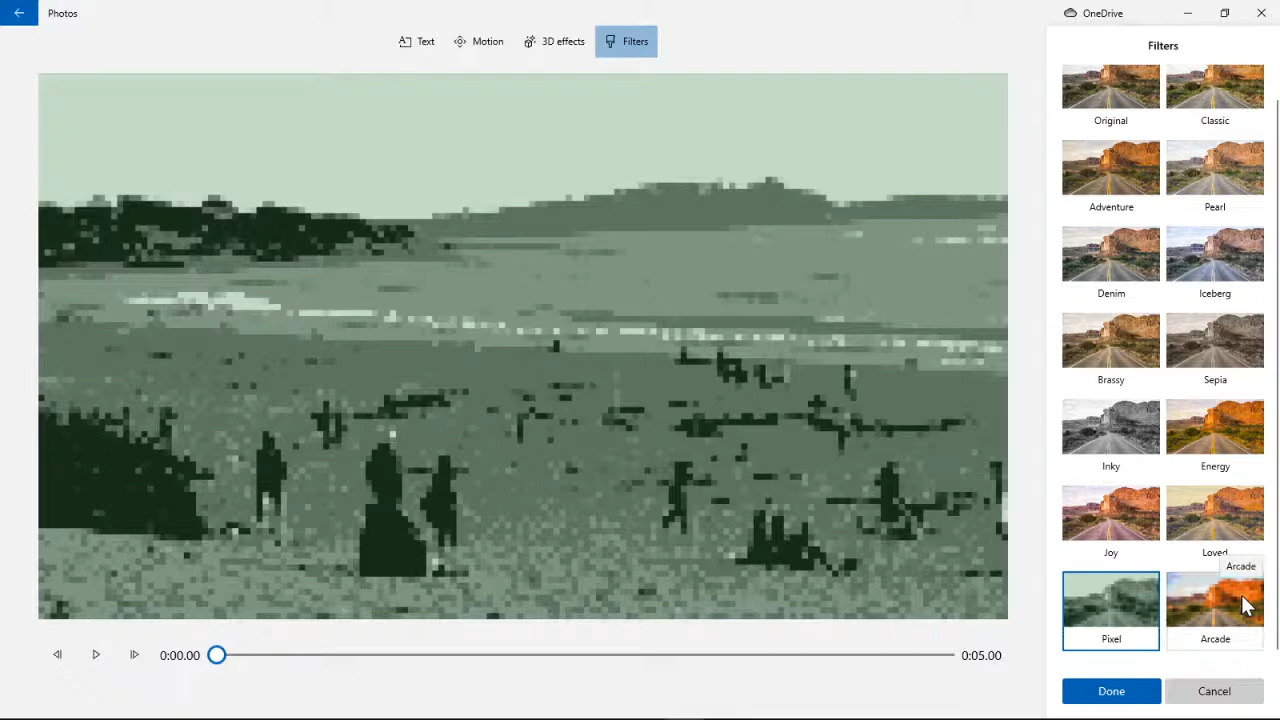 Photos
OneDrive
Text
Motion
3D effects
Filters
Filters
Original
Classic
Adventure
Pearl
Denim
Iceberg
Brassy
Sepia
Inky
Energy
Joy
Loved
Arcade
Pixel
Arcade
0:00.00
0:05.00
Done
Cancel